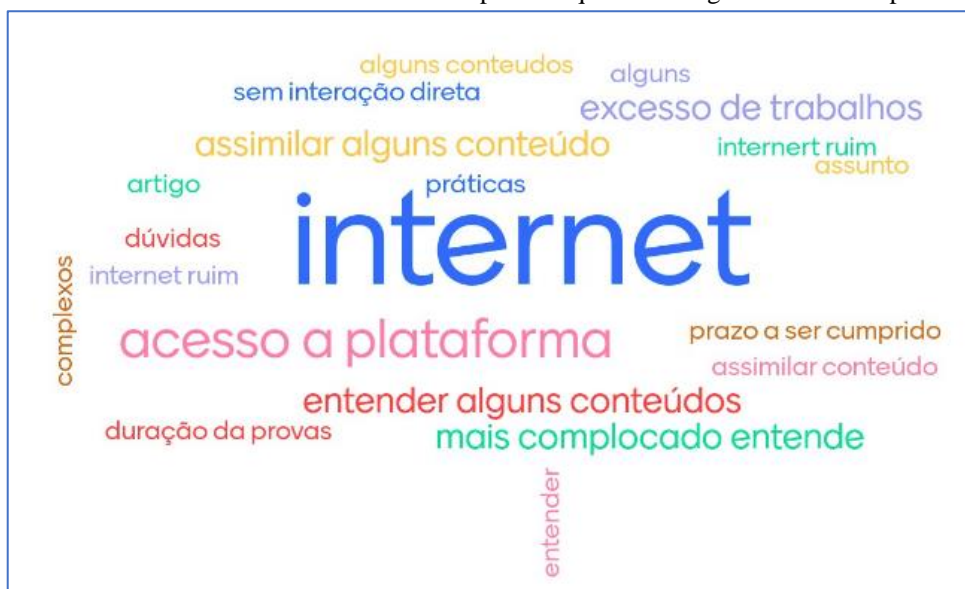 alguns conteudos
alguns
sem interação direta
excesso de trabalhos
assimilar alguns conteúdo
internert ruim
assunto
artigo
práticas
internet
dúvidas
internet ruim
complexos
acesso a plataforma
prazo a ser cumprido
assimilar conteúdo
entender alguns conteúdos
duração da provas
mais complocado entende
entender